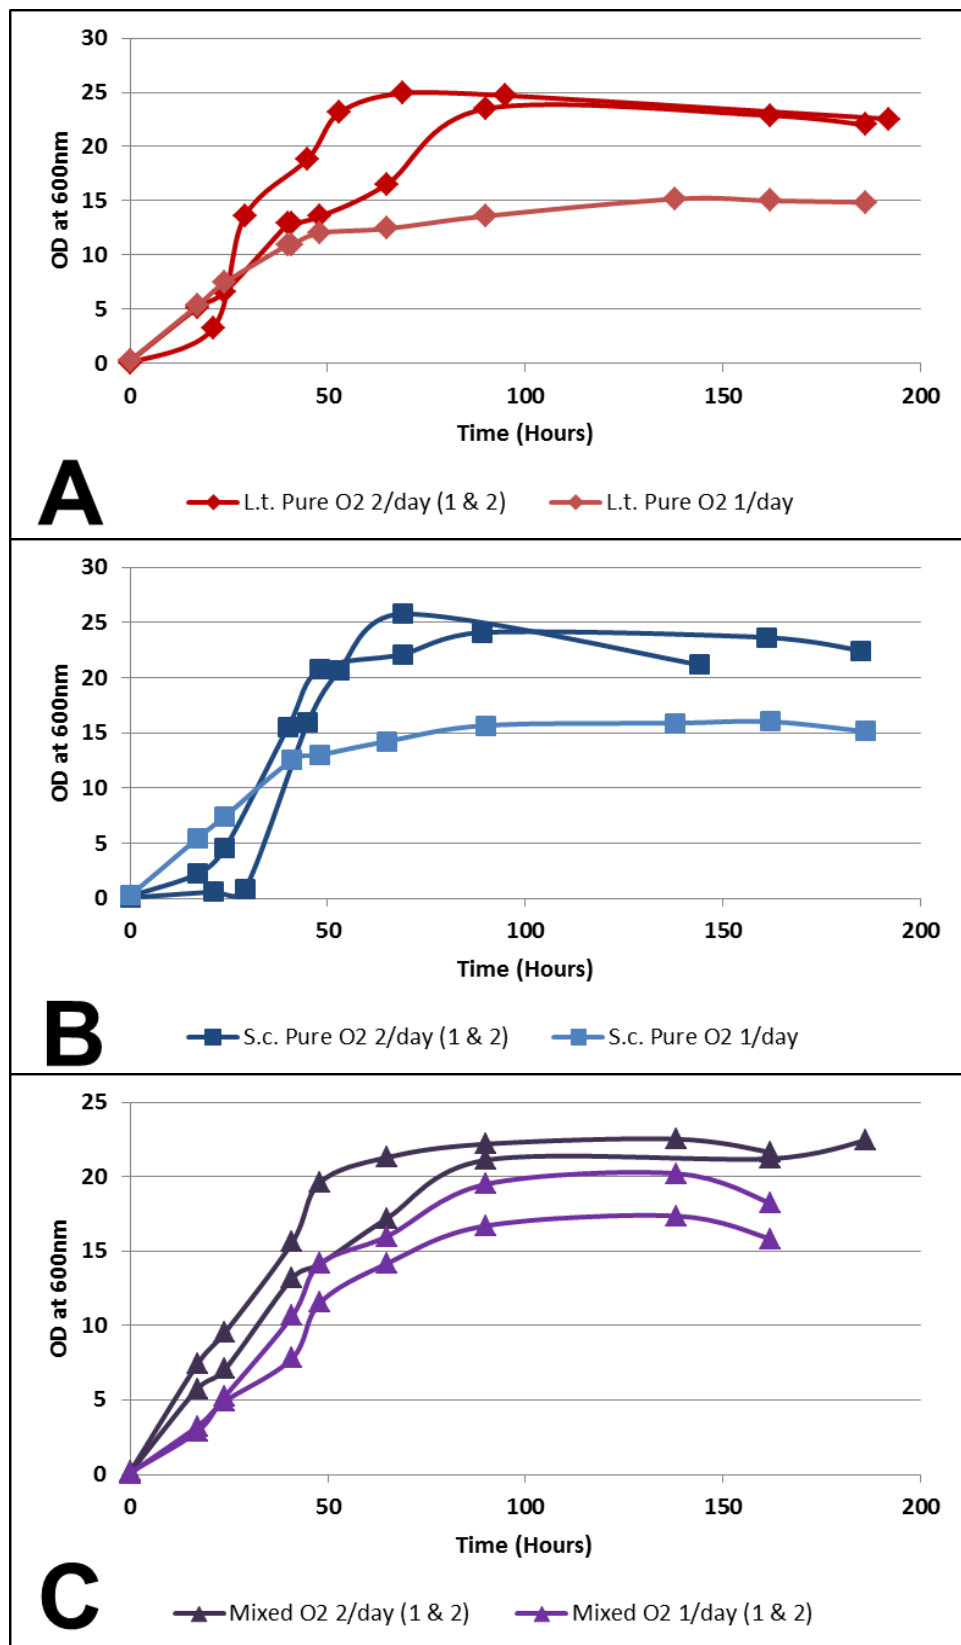 30
25
20
15
10
5
0
OD at 600nm
0 50 100 150 200
Time (Hours)
A
L.t. Pure O2 2/day (1 & 2) L.t. Pure O2 1/day
30
25
20
15
10
5
0
OD at 600nm
0 50 100 150 200
Time (Hours)
B
S.c. Pure O2 2/day (1 & 2) S.c. Pure O2 1/day
25
20
15
10
5
0
OD at 600nm
0 50 100 150 200
Time (Hours)
C
Mixed O2 2/day (1 & 2) Mixed O2 1/day (1 & 2)